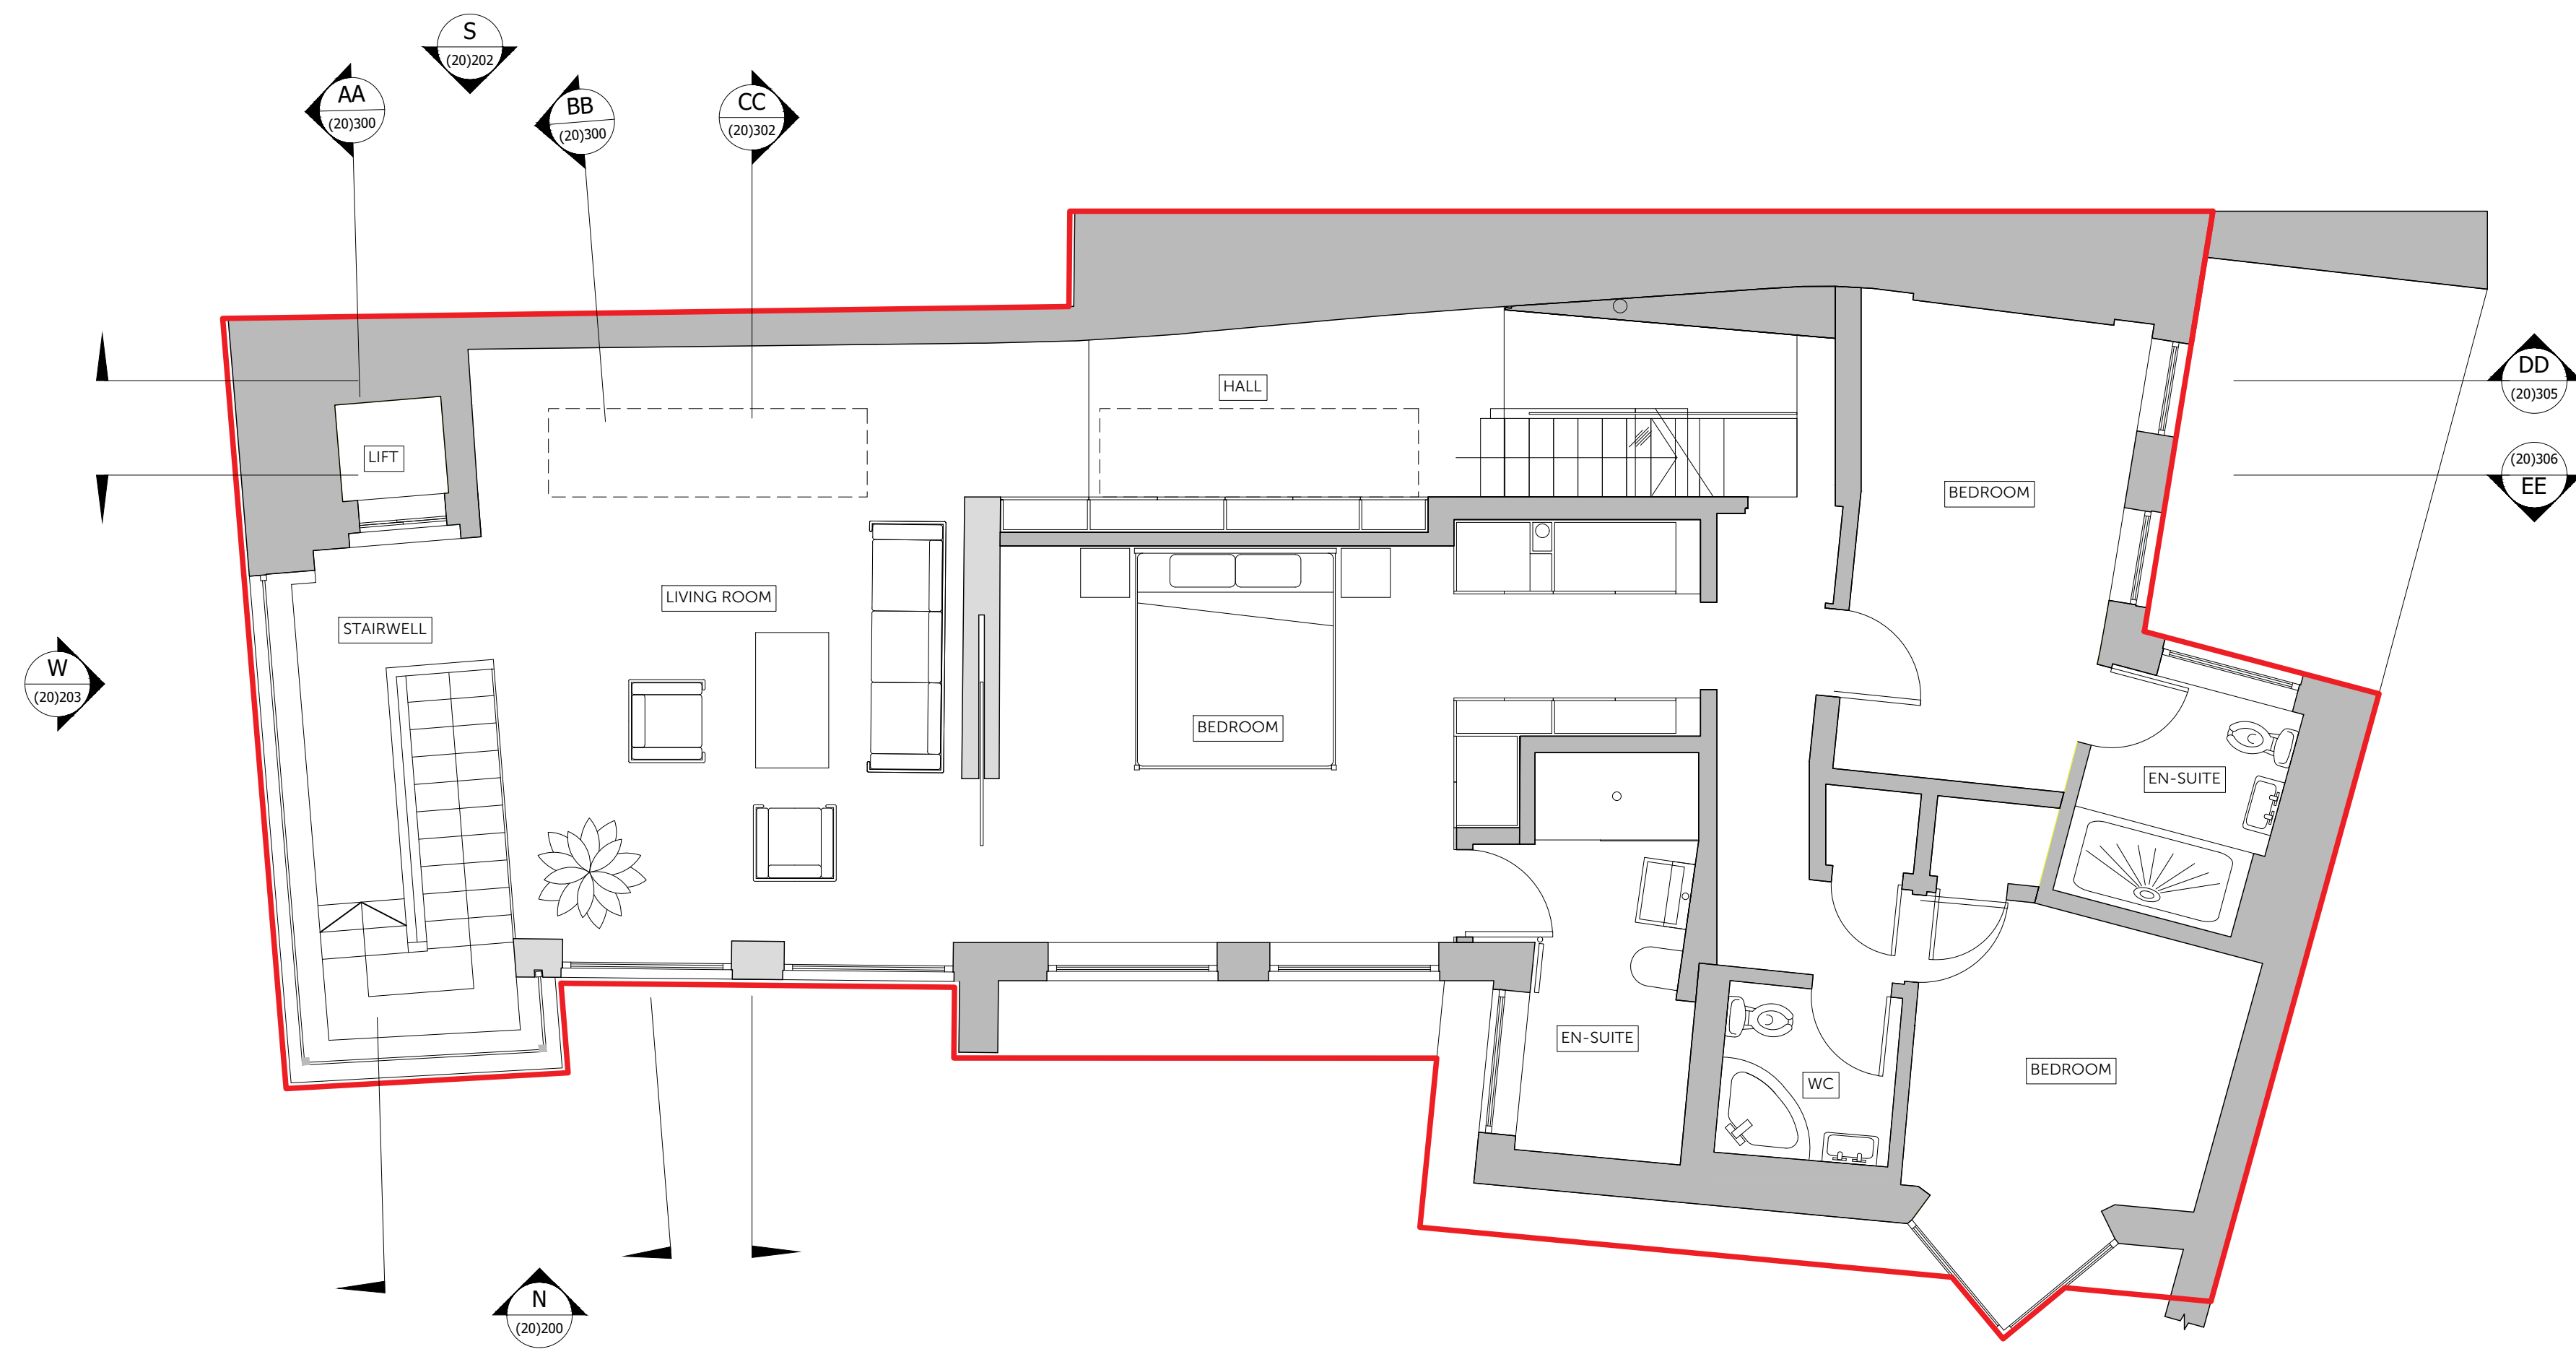 S
(20)202
AA
(20)300
BB
(20)300
CC
(20)302
HALL
DD
(20)305
LIFT
(20)306
EE
BEDROOM
LIVING ROOM
STAIRWELL
W
(20)203
BEDROOM
EN-SUITE
EN-SUITE
BEDROOM
WC
N
(20)200